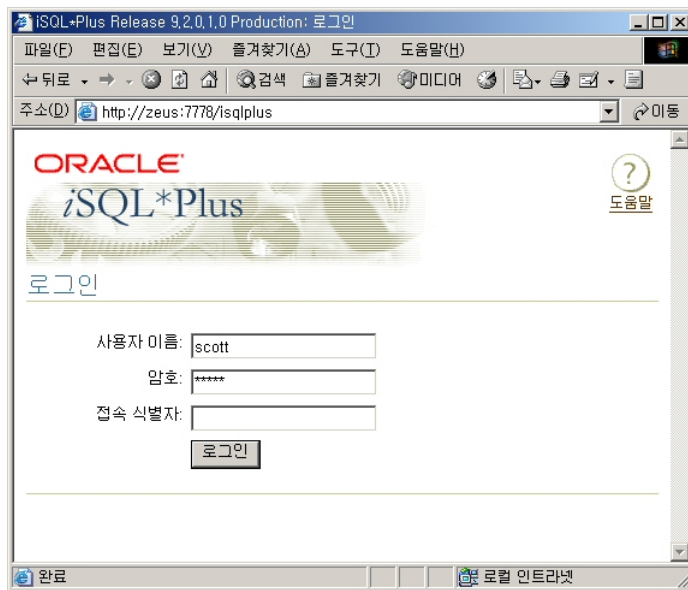 iSQL*Plus Release 9,2,0,1,0 Production: 로그인
파일(F) 편집(E) 보기(V) 즐겨찾기(A) 도구(T) 도움말(H)
뒤로 검색 즐겨찾기 미디어
주소(D) http://zeus:7778/isqlplus 이동
ORACLE
iSQL*Plus
? 도움말
로그인
사용자 이름: scott
암호: *****
접속 식별자:
로그인
완료 로컬 인트라넷